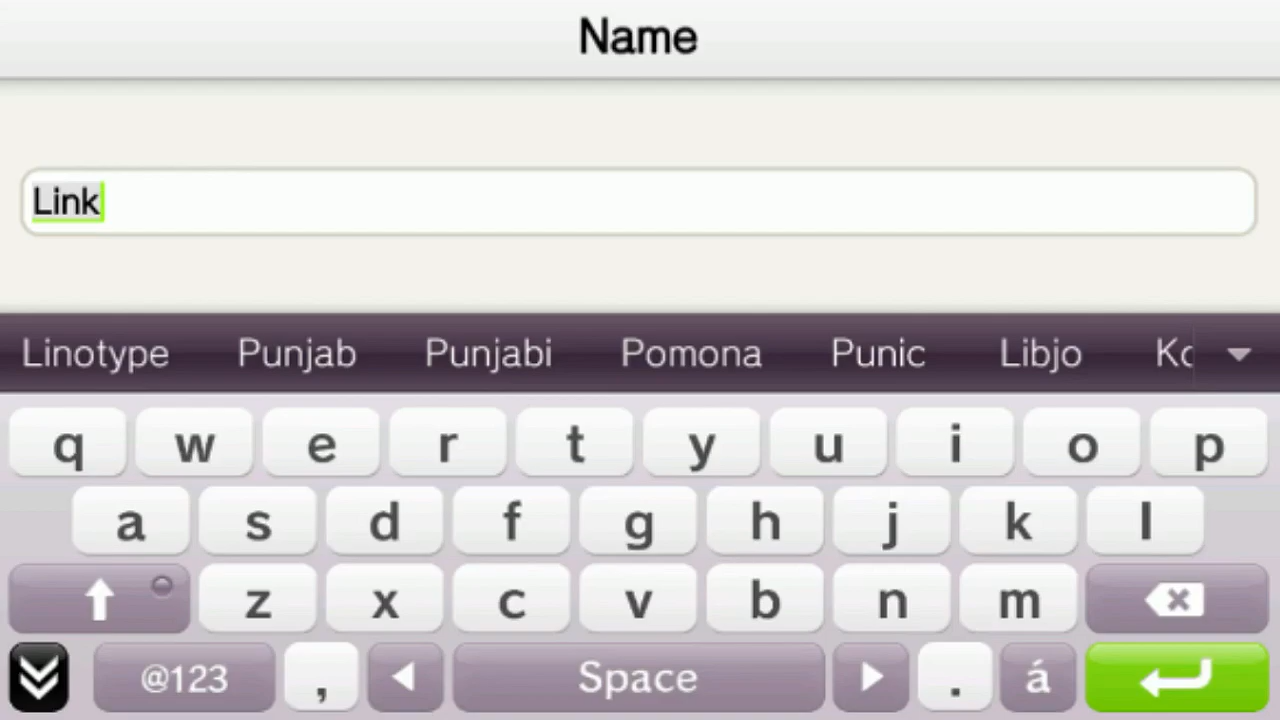 Name
Link
Linotype Punjab Punjabi Pomona Punic Libjo
q w e r t y u i o p
a s d f g h j k l
z x c v b n m
@123 , Space . á